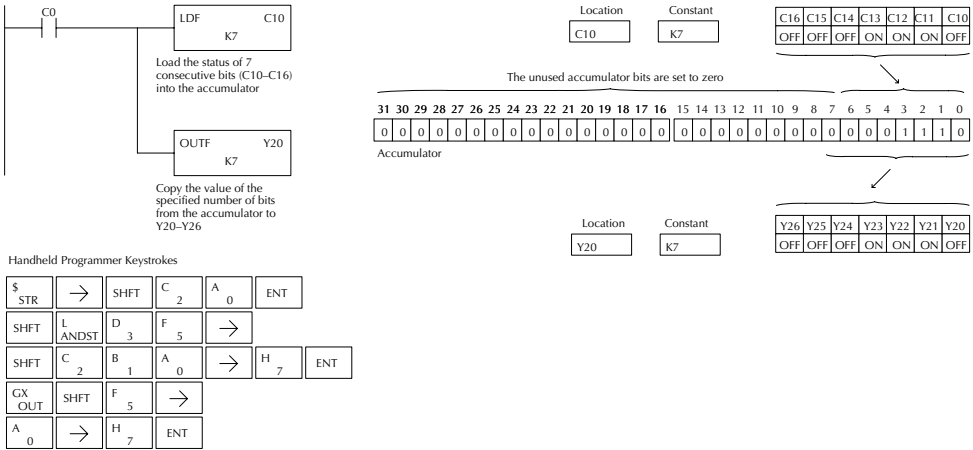 C0
LDF C10
K7
Load the status of 7
consecutive bits (C10–C16)
into the accumulator
OUTF Y20
K7
Copy the value of the
specified number of bits
from the accumulator to
Y20–Y26
Location Constant
C10 K7
C16 C15 C14 C13 C12 C11 C10
OFF OFF OFF ON ON ON OFF
The unused accumulator bits are set to zero
31 30 29 28 27 26 25 24 23 22 21 20 19 18 17 16 15 14 13 12 11 10 9 8 7 6 5 4 3 2 1 0
0 0 0 0 0 0 0 0 0 0 0 0 0 0 0 0 0 0 0 0 0 0 0 0 0 0 0 0 1 1 1 0
Accumulator
Location Constant
Y20 K7
Y26 Y25 Y24 Y23 Y22 Y21 Y20
OFF OFF OFF ON ON ON OFF
Handheld Programmer Keystrokes
$ STR → SHFT C 2 A 0 ENT
SHFT L ANDST D 3 F 5 →
SHFT C 2 B 1 A 0 → H 7 ENT
GX OUT SHFT F 5 →
A 0 → H 7 ENT